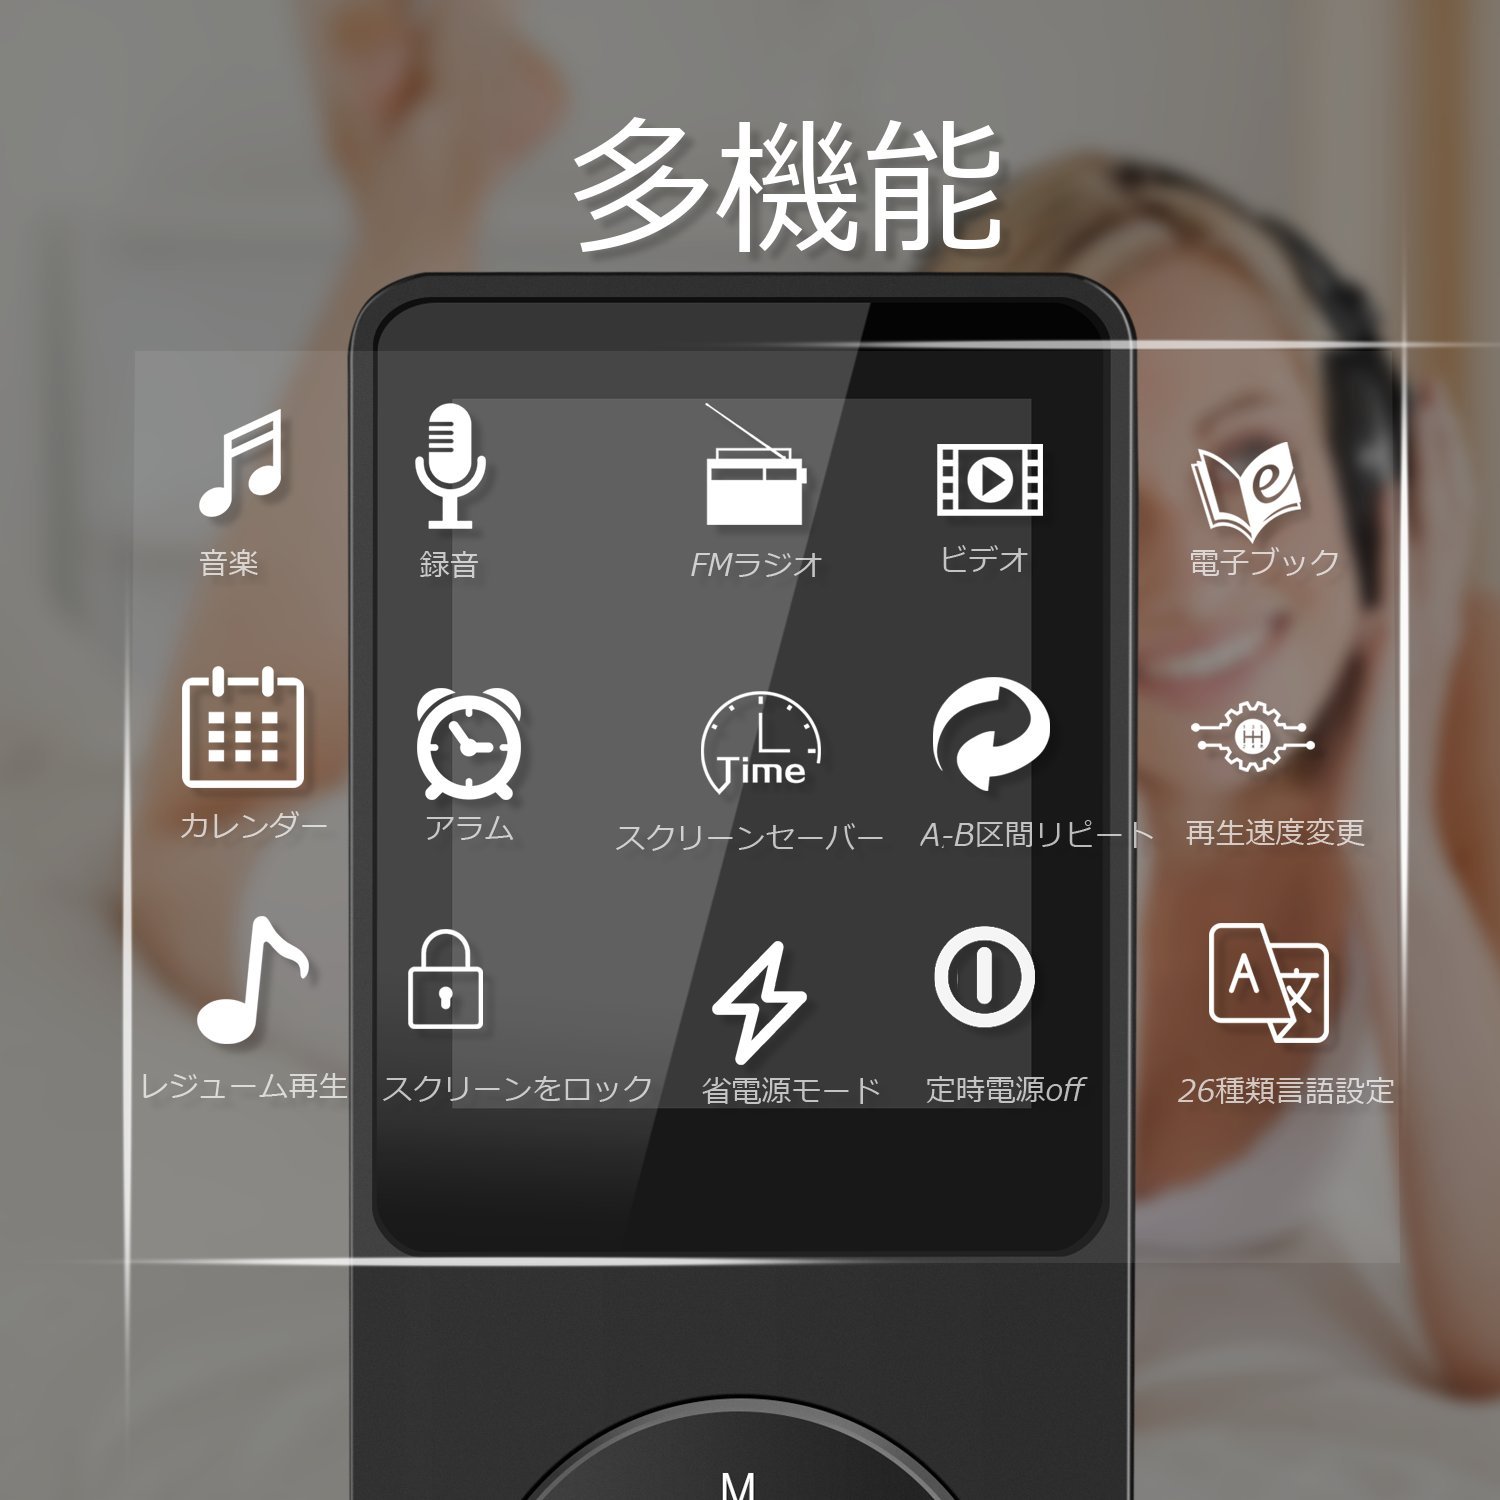 多機能
音楽
録音
FMラジオ
ビデオ
e
電子ブック
Time
カレンダー
アラム
スクリーンセーバー
A-B区間リピート
再生速度変更
A 文
レジューム再生
スクリーンをロック
省電源モード
定時電源off
26種類言語設定
M